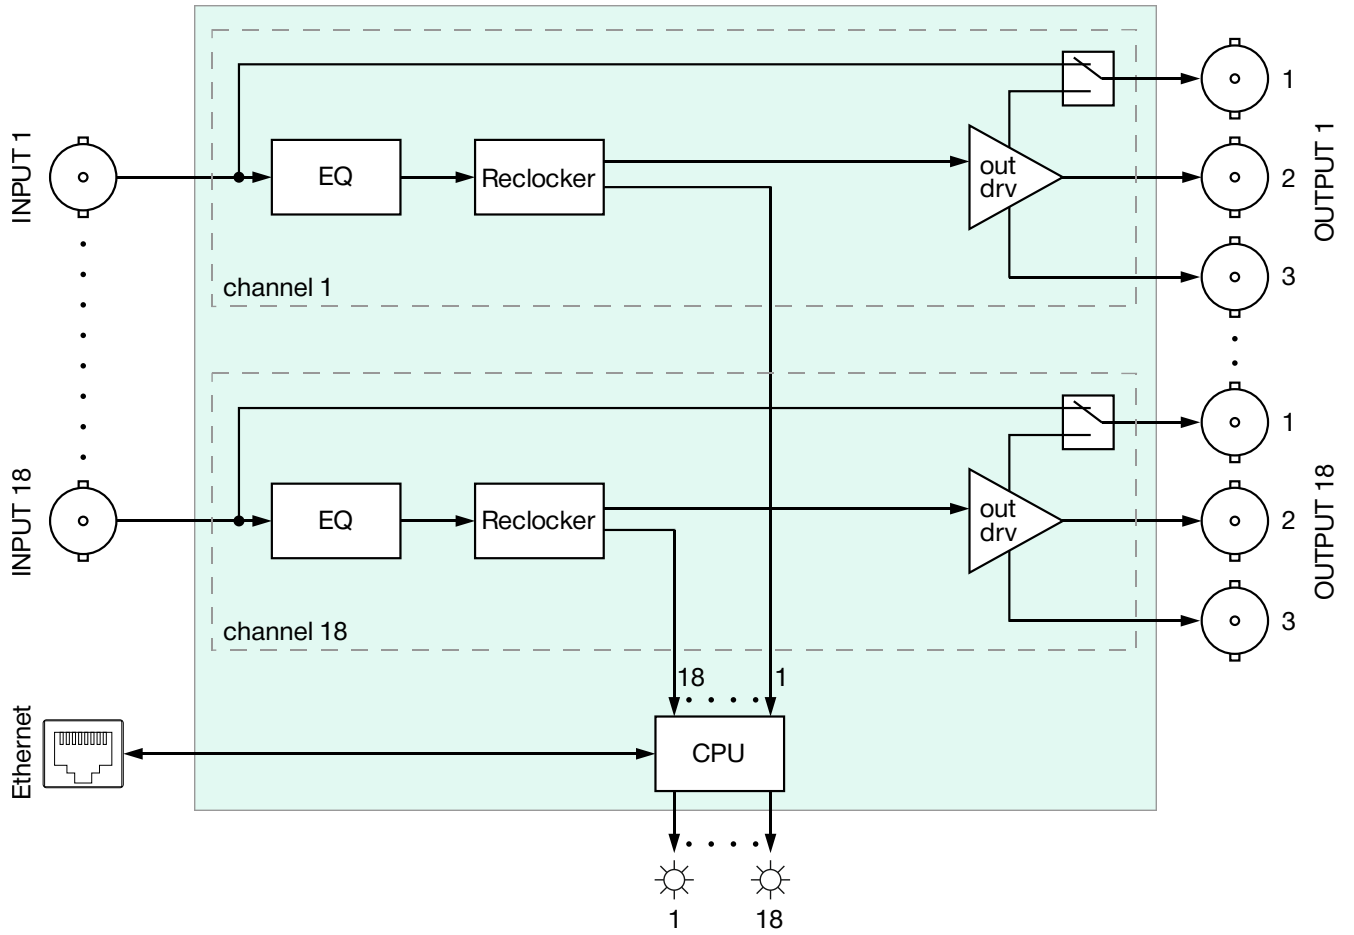 INPUT 1
EQ
Reclocker
out
drv
channel 1
1
2
3
OUTPUT 1
INPUT 18
EQ
Reclocker
out
drv
channel 18
1
2
3
OUTPUT 18
18
1
Ethernet
CPU
1
18